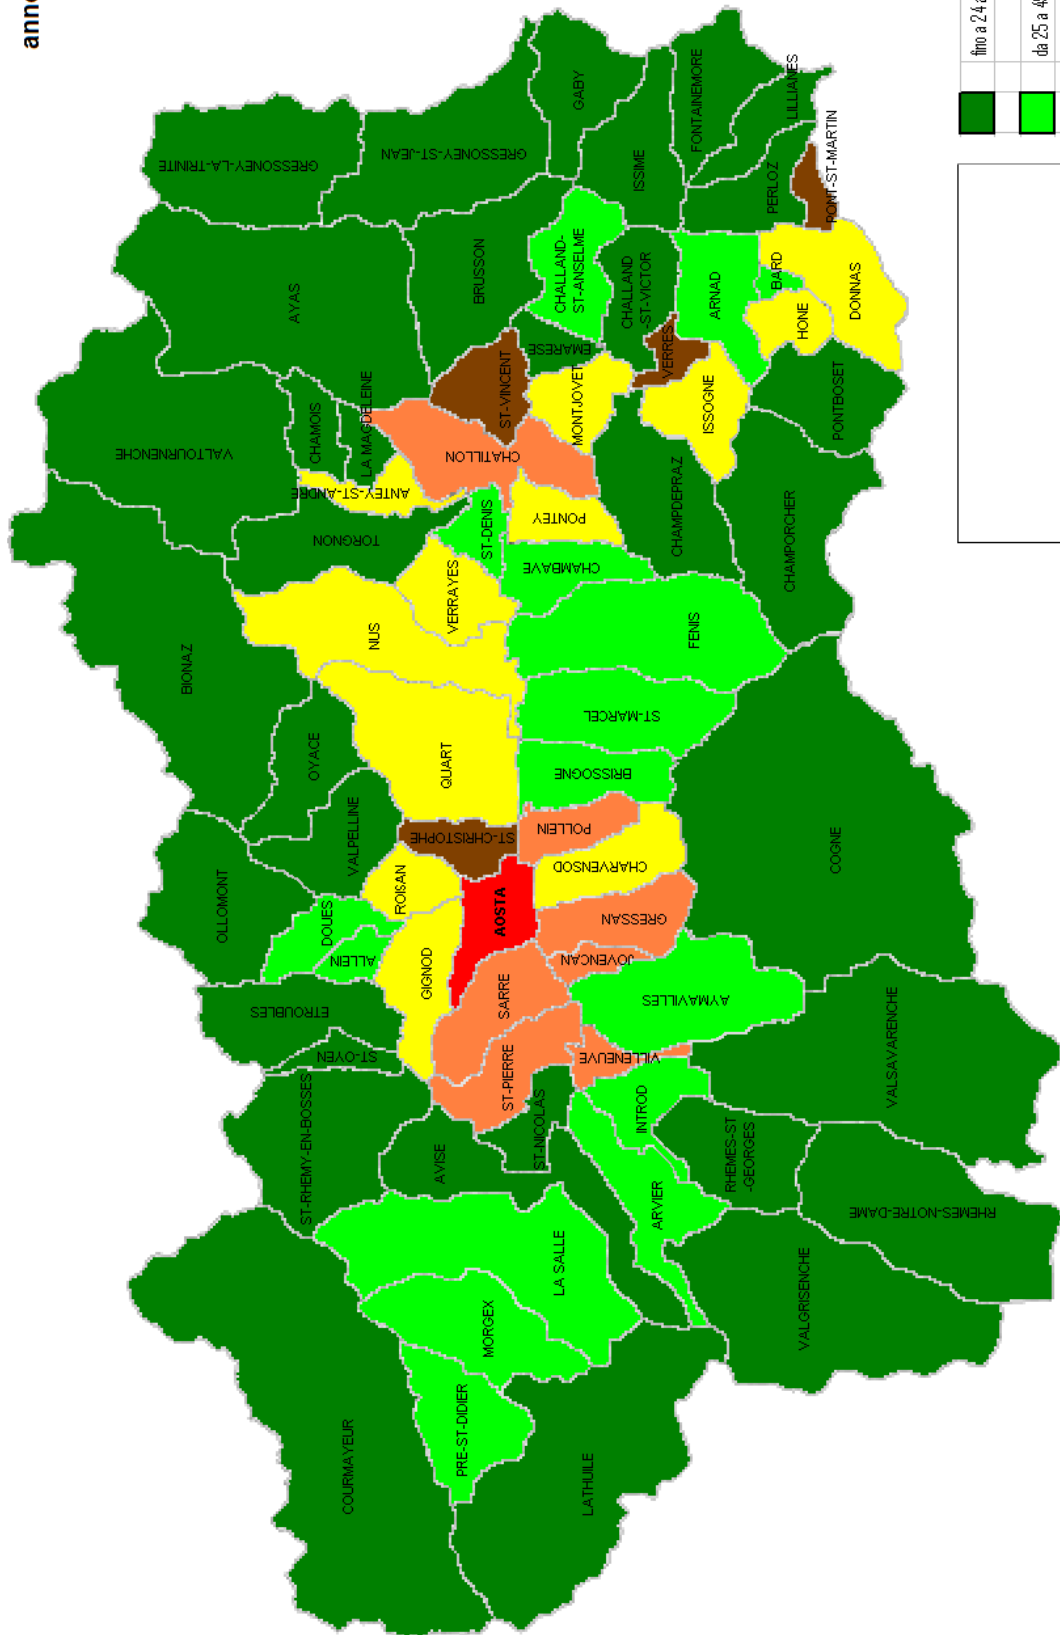 anno
COURMAYEUR
PRE-ST-DIDIER
LATHUILE
MORGEX
LA SALLE
ST-RHEMY-EN-BOSSES
AVISE
ST-NICOLAS
ARVIER
INTROD
VALGRISENCHE
RHEMES-ST
-GEORGES
RHEMES-NOTRE-DAME
VALSAVARENCHE
ST-OYEN
ETROUBLES
ST-PIERRE
SARRE
VILLENEUVE
AYMAVILLES
JOVENCAN
GRESSAN
GIGNOD
ALLEIN
DOUES
OLLOMONT
ROISAN
AOSTA
VALPELLINE
ST-CHRISTOPHE
CHARVENSOD
POLLEIN
COGNE
OYACE
BIONAZ
QUART
BRISSOGNE
ST-MARCEL
NUS
FENIS
VERRAYES
CHAMBAVE
ST-DENIS
TORGNON
PONTEY
VALTOURNENCHE
ANTEY-ST-ANDRE
CHAMOIS
LA MAGDELEINE
CHATILLON
ST-VINCENT
CHAMPDEPRAZ
CHAMPORCHER
MONTJOVET
EMARESE
ISSOGNE
VERRES
PONTBOSET
AYAS
BRUSSON
CHALLAND-
ST-ANSELME
CHALLAND
-ST-VICTOR
ARNAD
HONE
BARD
DONNAS
GRESSONEY-LA-TRINITE
GRESSONEY-ST-JEAN
GABY
ISSIME
FONTAINEMORE
LILLIANES
PERLOZ
PONT-ST-MARTIN
fino a 24 a
da 25 a